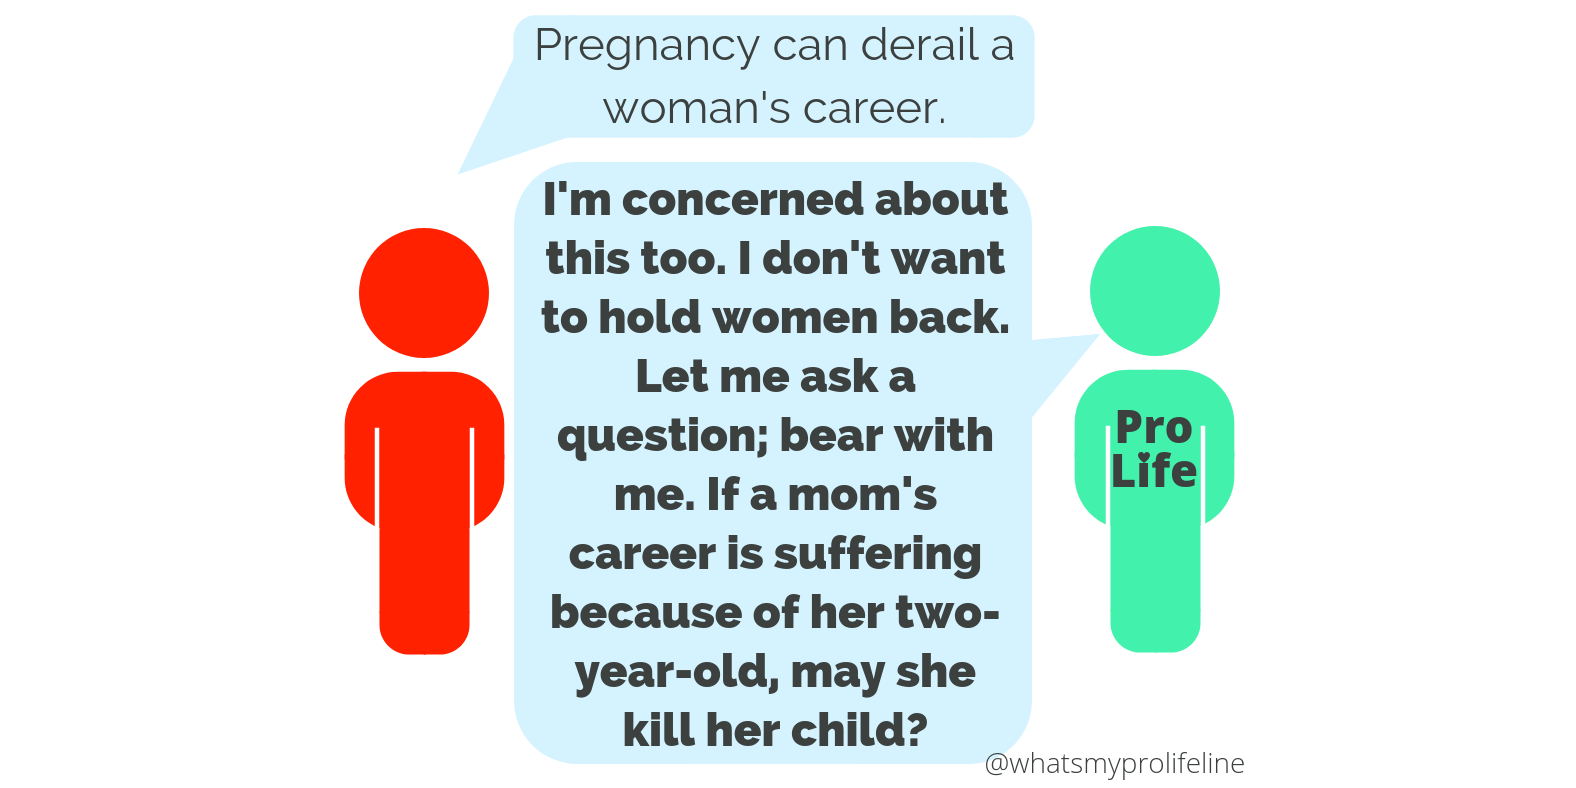 Pregnancy can derail a
woman's career.
I'm concerned about
this too. I don't want
to hold women back.
Let me ask a
question; bear with
me. If a mom's
career is suffering
because of her two-
year-old, may she
kill her child?
Pro
Life
@whatsmyprolifeline